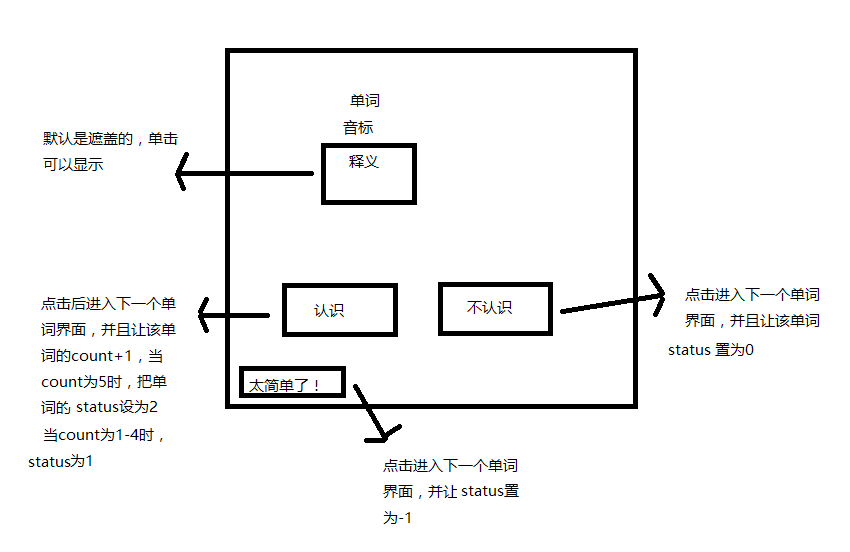 单词
音标
释义
默认是遮盖的，单击
可以显示
认识
不认识
太简单了！
点击后进入下一个单
词界面，并且让该单
词的count+1，当
count为5时，把单
词的 status设为2
当count为1-4时，
status为1
点击进入下一个单词
界面，并且让该单词
status 置为0
点击进入下一个单词
界面，并让 status置
为-1